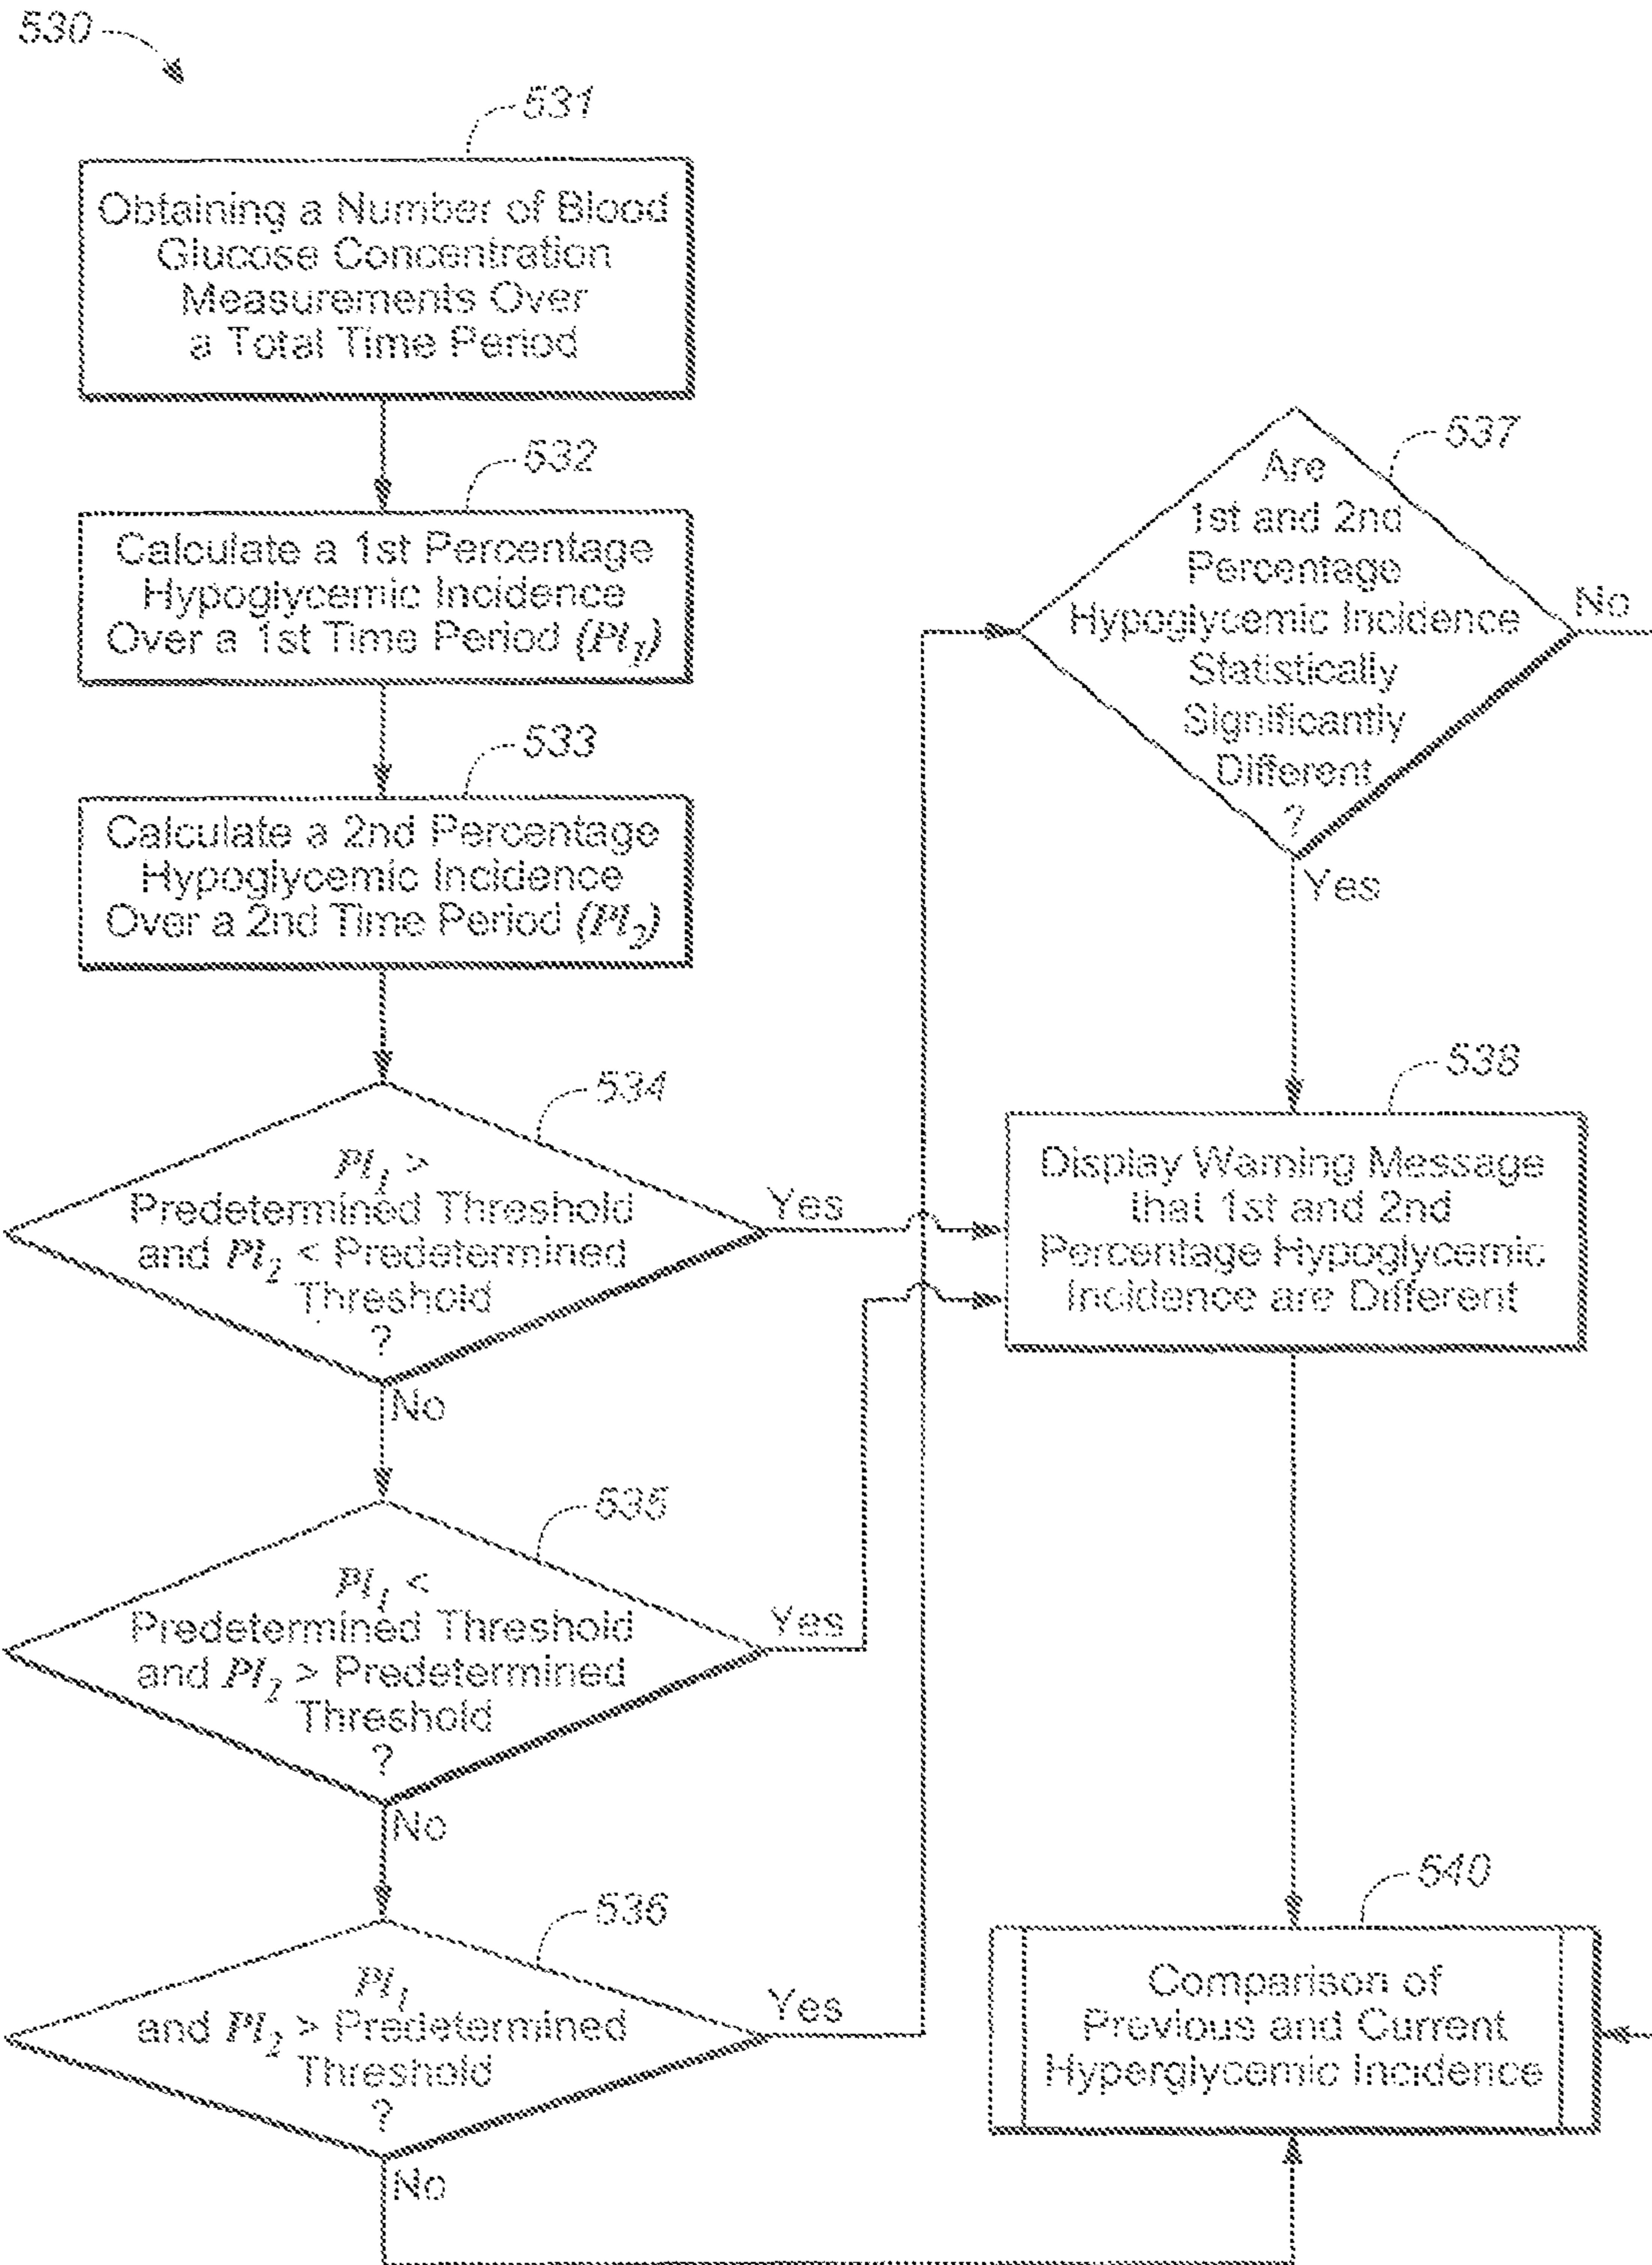 530
531
Obtaining a Number of Blood
Glucose Concentration
Measurements Over
a Total Time Period
532
Calculate a 1st Percentage
Hypoglycemic Incidence
Over a 1st Time Period (PI₁)
533
Calculate a 2nd Percentage
Hypoglycemic Incidence
Over a 2nd Time Period (PI₂)
534
PI₁ >
Predetermined Threshold
and PI₂ < Predetermined
Threshold
?
Yes
No
535
PI₁ <
Predetermined Threshold
and PI₂ > Predetermined
Threshold
?
Yes
No
536
PI₁
and PI₂ > Predetermined
Threshold
?
Yes
No
537
Are
1st and 2nd
Percentage
Hypoglycemic Incidence
Statistically
Significantly
Different
?
No
Yes
538
Display Warning Message
that 1st and 2nd
Percentage Hypoglycemic
Incidence are Different
540
Comparison of
Previous and Current
Hyperglycemic Incidence